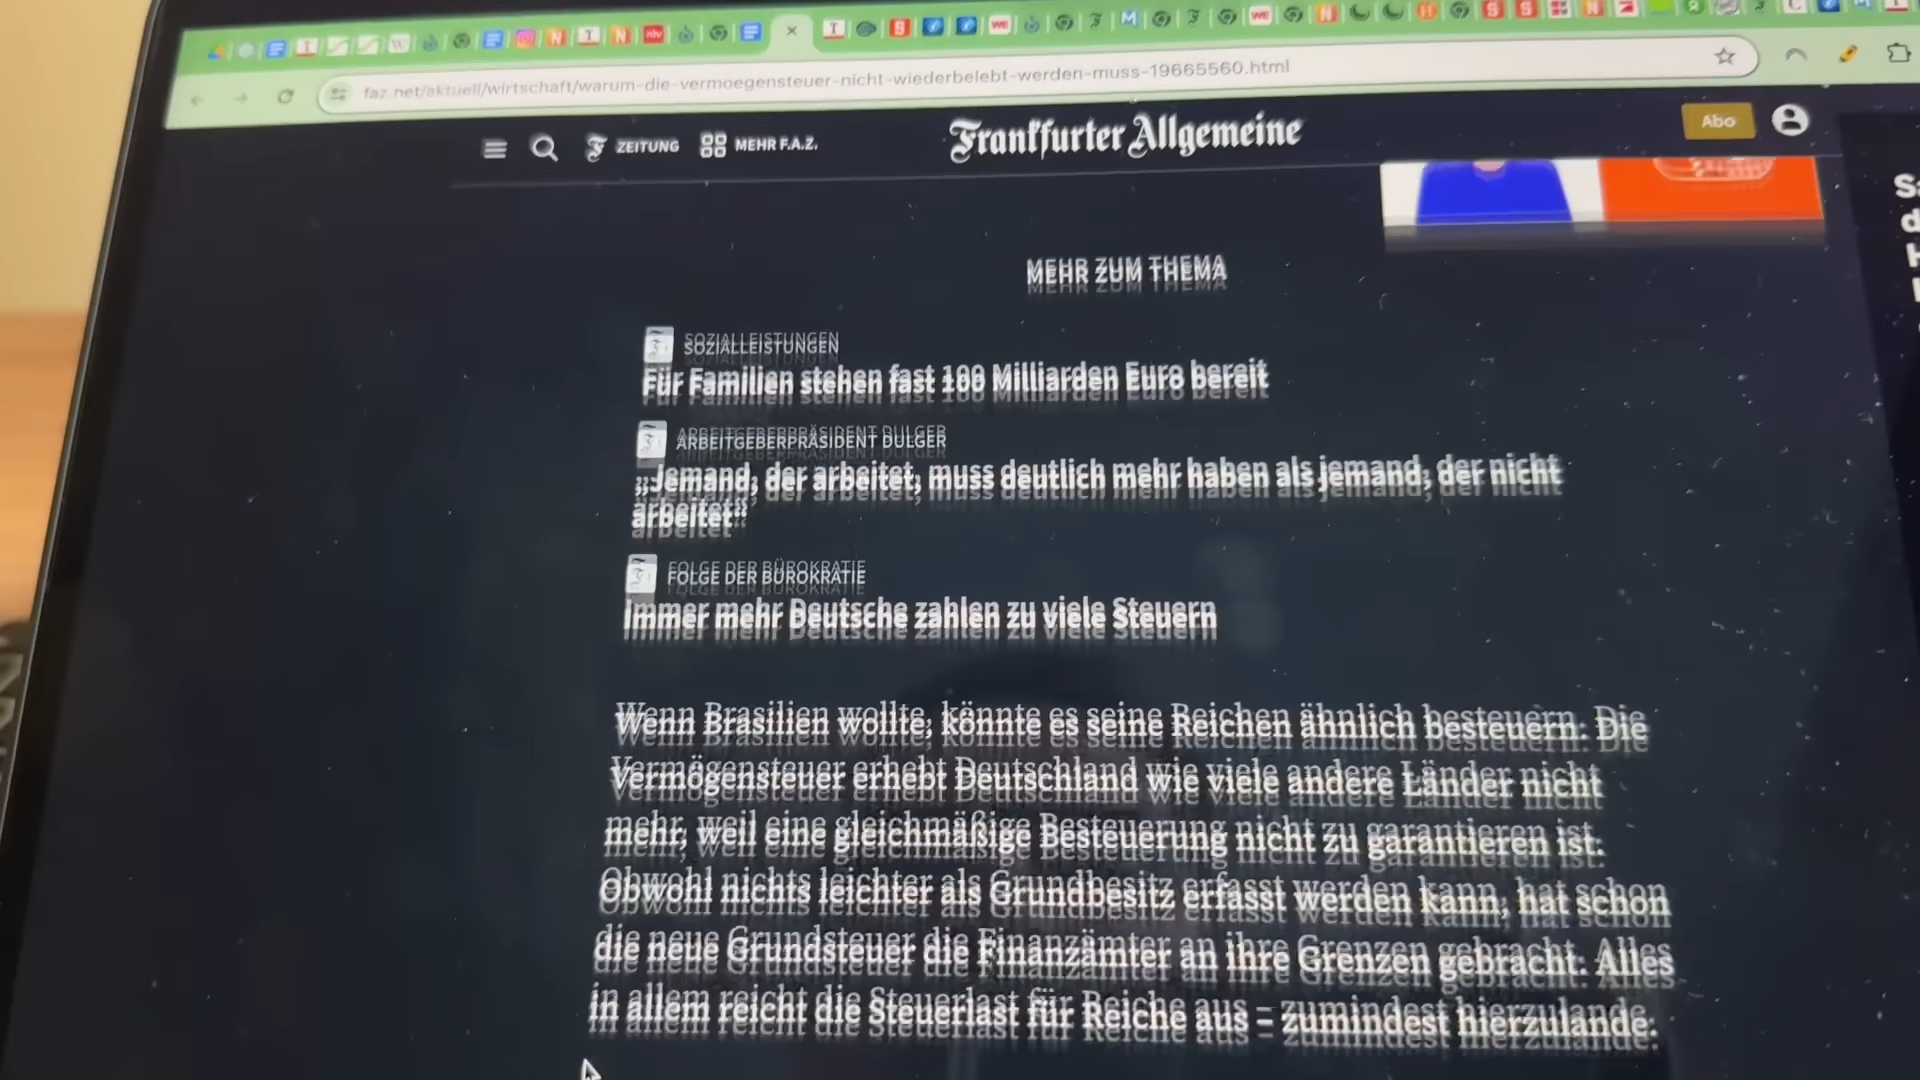 faz.net/aktuell/wirtschaft/warum-die-vermoegensteuer-nicht-wiederbelebt-werden-muss-19665560.html
ZEITUNG
MEHR F.A.Z.
Frankfurter Allgemeine
Abo
MEHR ZUM THEMA
SOZIALLEISTUNGEN
Für Familien stehen fast 100 Milliarden Euro bereit
ARBEITGEBERPRÄSIDENT DULGER
„Jemand, der arbeitet, muss deutlich mehr haben als jemand, der nicht
arbeitet“
FOLGE DER BÜROKRATIE
Immer mehr Deutsche zahlen zu viele Steuern
Wenn Brasilien wollte, könnte es seine Reichen ähnlich besteuern. Die
Vermögensteuer erhebt Deutschland wie viele andere Länder nicht
mehr, weil eine gleichmäßige Besteuerung nicht zu garantieren ist.
Obwohl nichts leichter als Grundbesitz erfasst werden kann, hat schon
die neue Grundsteuer die Finanzämter an ihre Grenzen gebracht. Alles
in allem reicht die Steuerlast für Reiche aus – zumindest hierzulande.